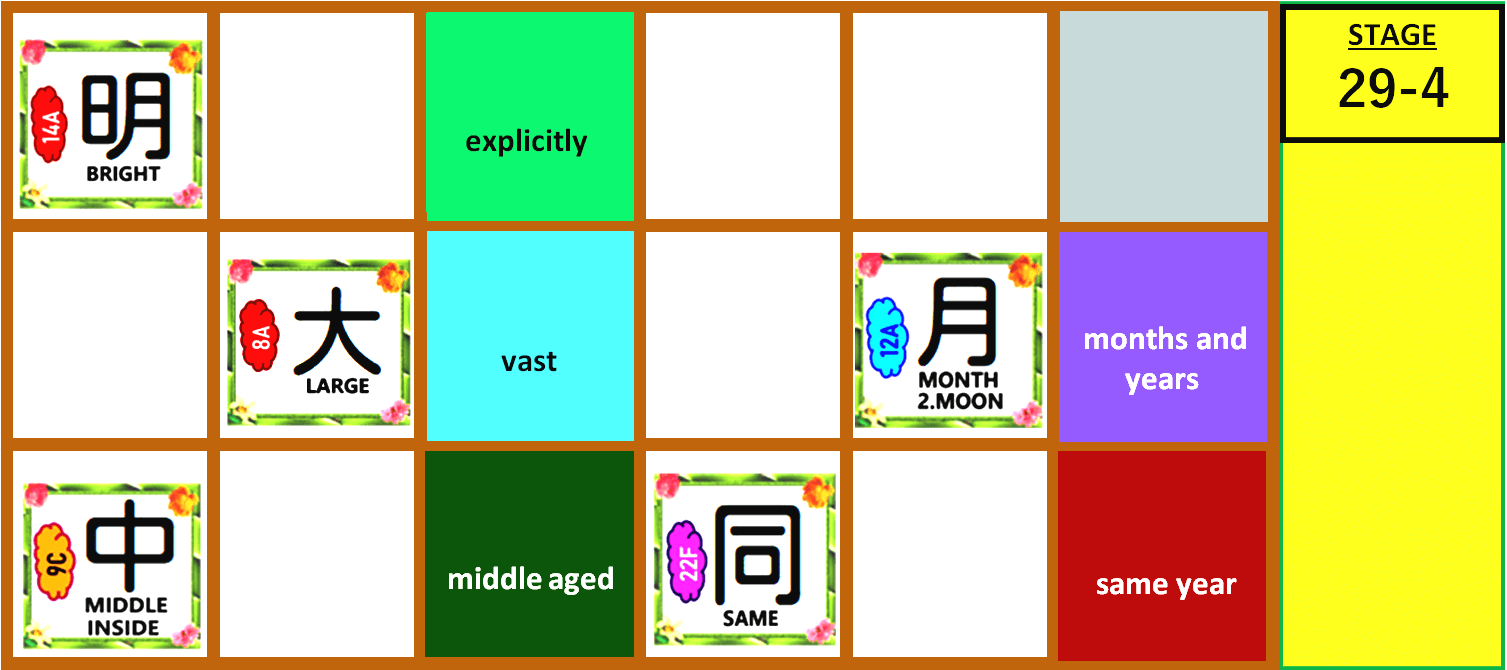 明
14A
BRIGHT
explicitly
STAGE
29-4
大
8A
LARGE
vast
月
12A
MONTH
2.MOON
months and
years
中
9C
MIDDLE
INSIDE
middle aged
同
22F
SAME
same year